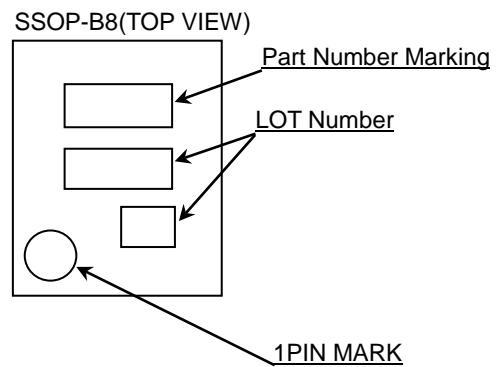 SSOP-B8(TOP VIEW)
Part Number Marking
LOT Number
1PIN MARK